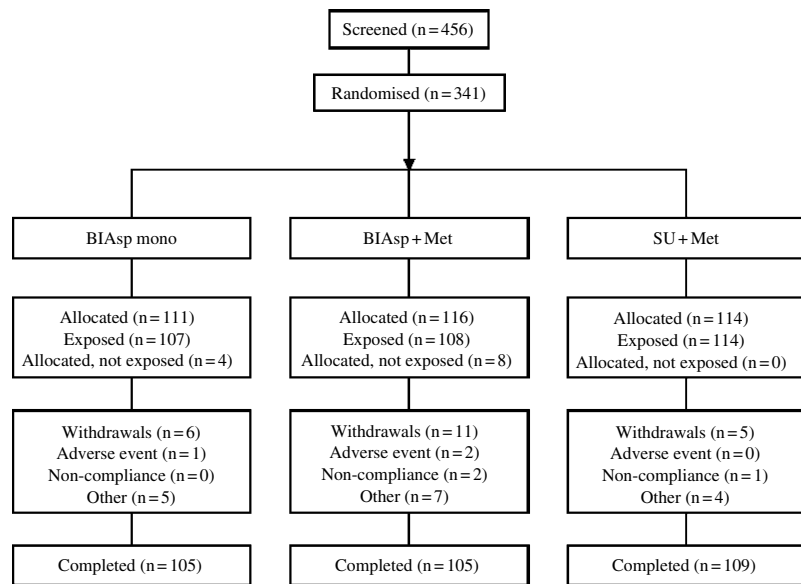 Screened (n=456)
Randomised (n=341)
BIAsp mono
BIAsp+Met
SU+Met
Allocated (n=111)
Exposed (n=107)
Allocated, not exposed (n=4)
Allocated (n=116)
Exposed (n=108)
Allocated, not exposed (n=8)
Allocated (n=114)
Exposed (n=114)
Allocated, not exposed (n=0)
Withdrawals (n=6)
Adverse event (n=1)
Non-compliance (n=0)
Other (n=5)
Withdrawals (n=11)
Adverse event (n=2)
Non-compliance (n=2)
Other (n=7)
Withdrawals (n=5)
Adverse event (n=0)
Non-compliance (n=1)
Other (n=4)
Completed (n=105)
Completed (n=105)
Completed (n=109)